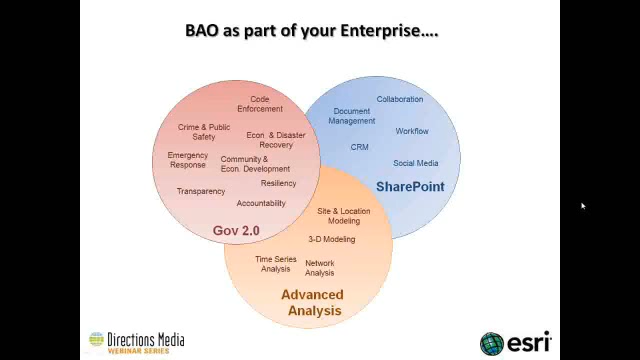 BAO as part of your Enterprise....
Code
Enforcement
Crime & Public
Safety
Econ & Disaster
Recovery
Emergency
Response
Community &
Econ. Development
Resiliency
Transparency
Accountability
Gov 2.0
Collaboration
Document
Management
Workflow
CRM
Social Media
SharePoint
Site & Location
Modeling
3-D Modeling
Time Series
Analysis
Network
Analysis
Advanced
Analysis
Directions Media
WEBINAR SERIES
esri